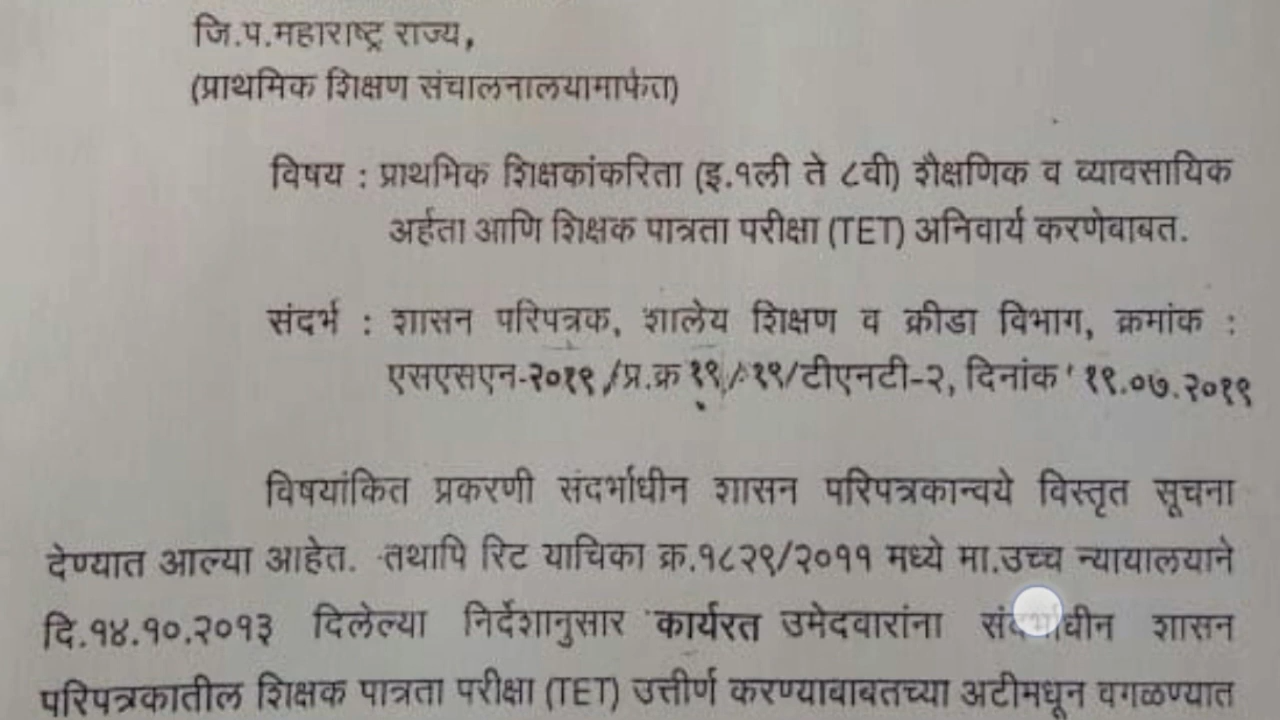 जि.प.महाराष्ट्र राज्य,
(प्राथमिक शिक्षण संचालनालयामार्फत)
विषय : प्राथमिक शिक्षकांकरिता (इ.१ली ते ८वी) शैक्षणिक व व्यावसायिक
अर्हता आणि शिक्षक पात्रता परीक्षा (TET) अनिवार्य करणेबाबत.
संदर्भ : शासन परिपत्रक, शालेय शिक्षण व क्रीडा विभाग, क्रमांक :
एसएसएन-२०१९/प्र.क्र १९/१९/टीएनटी-२, दिनांक १९.०७.२०१९
विषयांकित प्रकरणी संदर्भाधीन शासन परिपत्रकान्वये विस्तृत सूचना
देण्यात आल्या आहेत. तथापि रिट याचिका क्र.१८२९/२०११ मध्ये मा.उच्च न्यायालयाने
दि.१४.१०.२०१३ दिलेल्या निर्देशानुसार कार्यरत उमेदवारांना संदर्भाधीन शासन
परिपत्रकातील शिक्षक पात्रता परीक्षा (TET) उत्तीर्ण करण्याबाबतच्या अटीमधून वगळण्यात